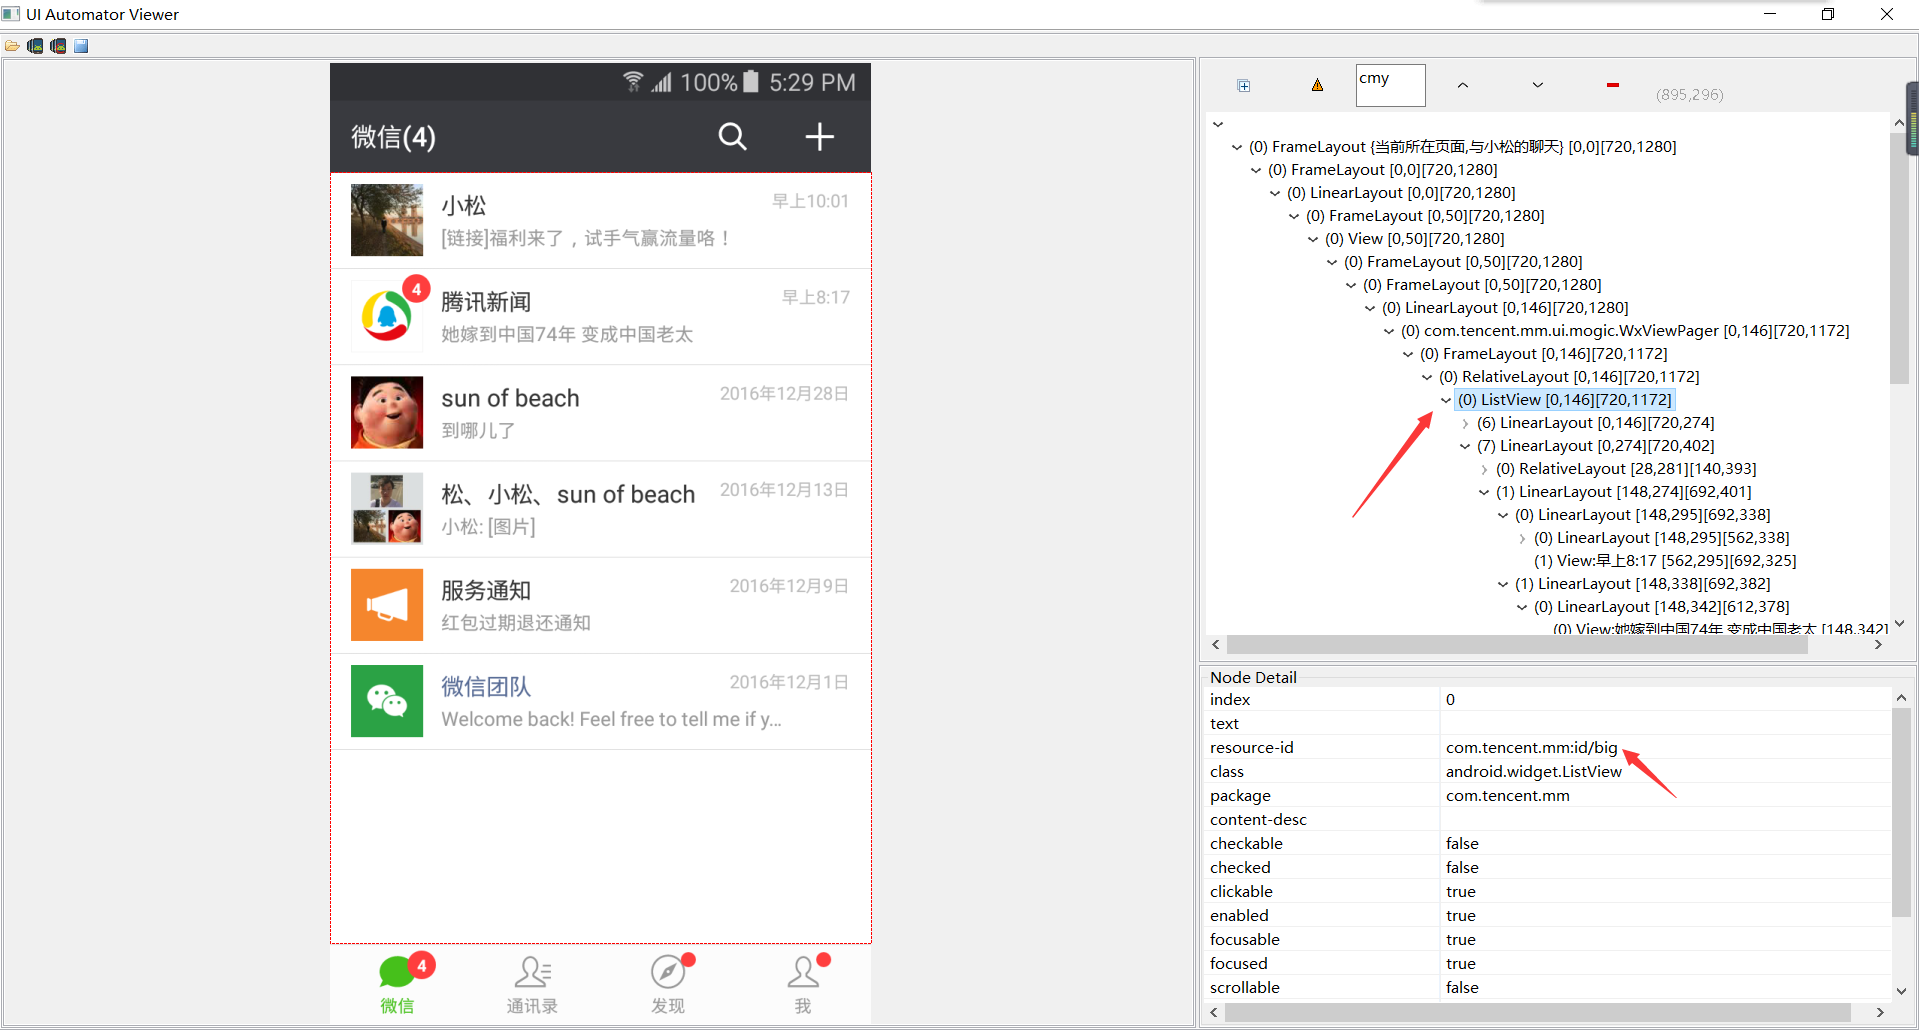 UI Automator Viewer
100% 5:29 PM
微信(4)
小松 早上10:01
[链接]福利来了，试手气赢流量咯！
4
腾讯新闻 早上8:17
她嫁到中国74年 变成中国老太
sun of beach 2016年12月28日
到哪儿了
松、小松、sun of beach 2016年12月13日
小松: [图片]
服务通知 2016年12月9日
红包过期退还通知
微信团队 2016年12月1日
Welcome back! Feel free to tell me if y...
4
微信 通讯录 发现 我
cmy (895,296)
(0) FrameLayout {当前所在页面,与小松的聊天} [0,0][720,1280]
(0) FrameLayout [0,0][720,1280]
(0) LinearLayout [0,0][720,1280]
(0) FrameLayout [0,50][720,1280]
(0) View [0,50][720,1280]
(0) FrameLayout [0,50][720,1280]
(0) FrameLayout [0,50][720,1280]
(0) LinearLayout [0,146][720,1280]
(0) com.tencent.mm.ui.mogic.WxViewPager [0,146][720,1172]
(0) FrameLayout [0,146][720,1172]
(0) RelativeLayout [0,146][720,1172]
(0) ListView [0,146][720,1172]
(6) LinearLayout [0,146][720,274]
(7) LinearLayout [0,274][720,402]
(0) RelativeLayout [28,281][140,393]
(1) LinearLayout [148,274][692,401]
(0) LinearLayout [148,295][692,338]
(0) LinearLayout [148,295][562,338]
(1) View:早上8:17 [562,295][692,325]
(1) LinearLayout [148,338][692,382]
(0) LinearLayout [148,342][612,378]
(0) View:她嫁到中国74年 变成中国老太 [148,342]
Node Detail
index 0
text
resource-id com.tencent.mm:id/big
class android.widget.ListView
package com.tencent.mm
content-desc
checkable false
checked false
clickable true
enabled true
focusable true
focused true
scrollable false